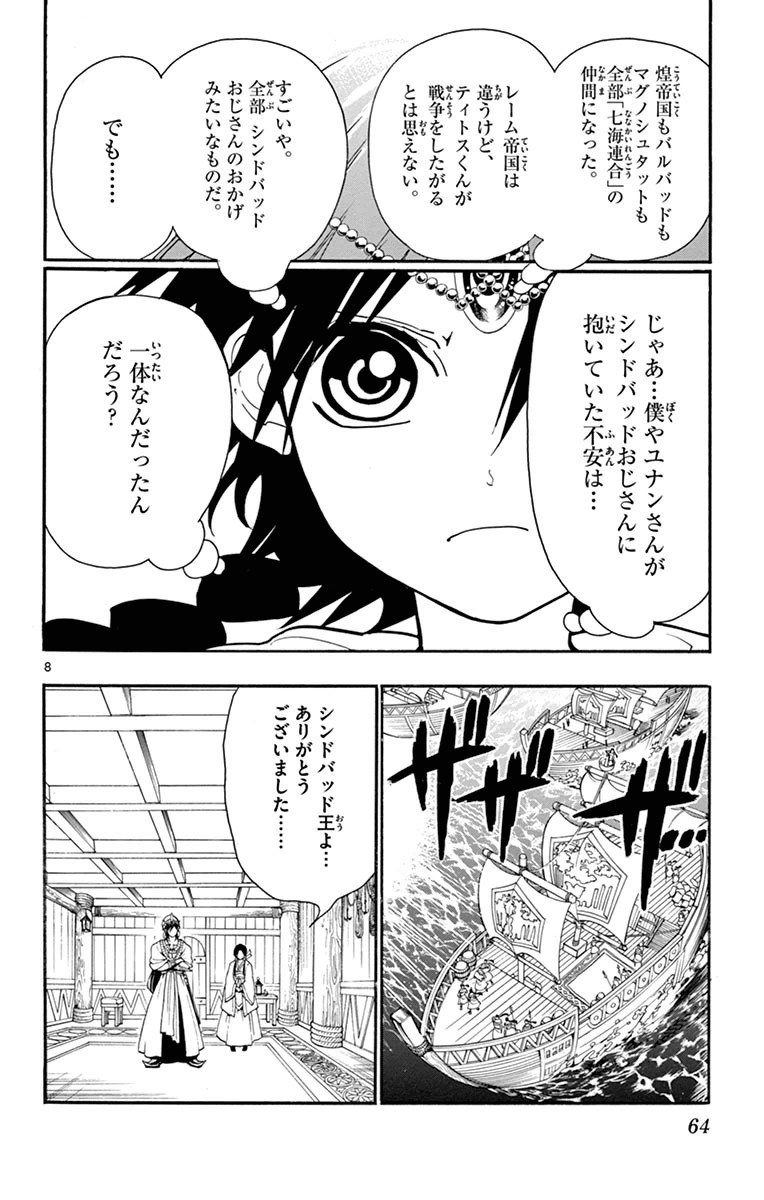 煌帝国もバルバッドも
マグノシュタットも
全部「七海連合」の
仲間になった。
レーム帝国は
違うけど、
ティトスくんが
戦争をしたがる
とは思えない。
すごいや。
全部 シンドバッド
おじさんのおかげ
みたいなものだ。
でも……
じゃあ…僕やユナンさんが
シンドバッドおじさんに
抱いていた不安は…
一体なんだったん
だろう？
8
ザザザ…
シンドバッド王よ…
ありがとう
ございました……
64